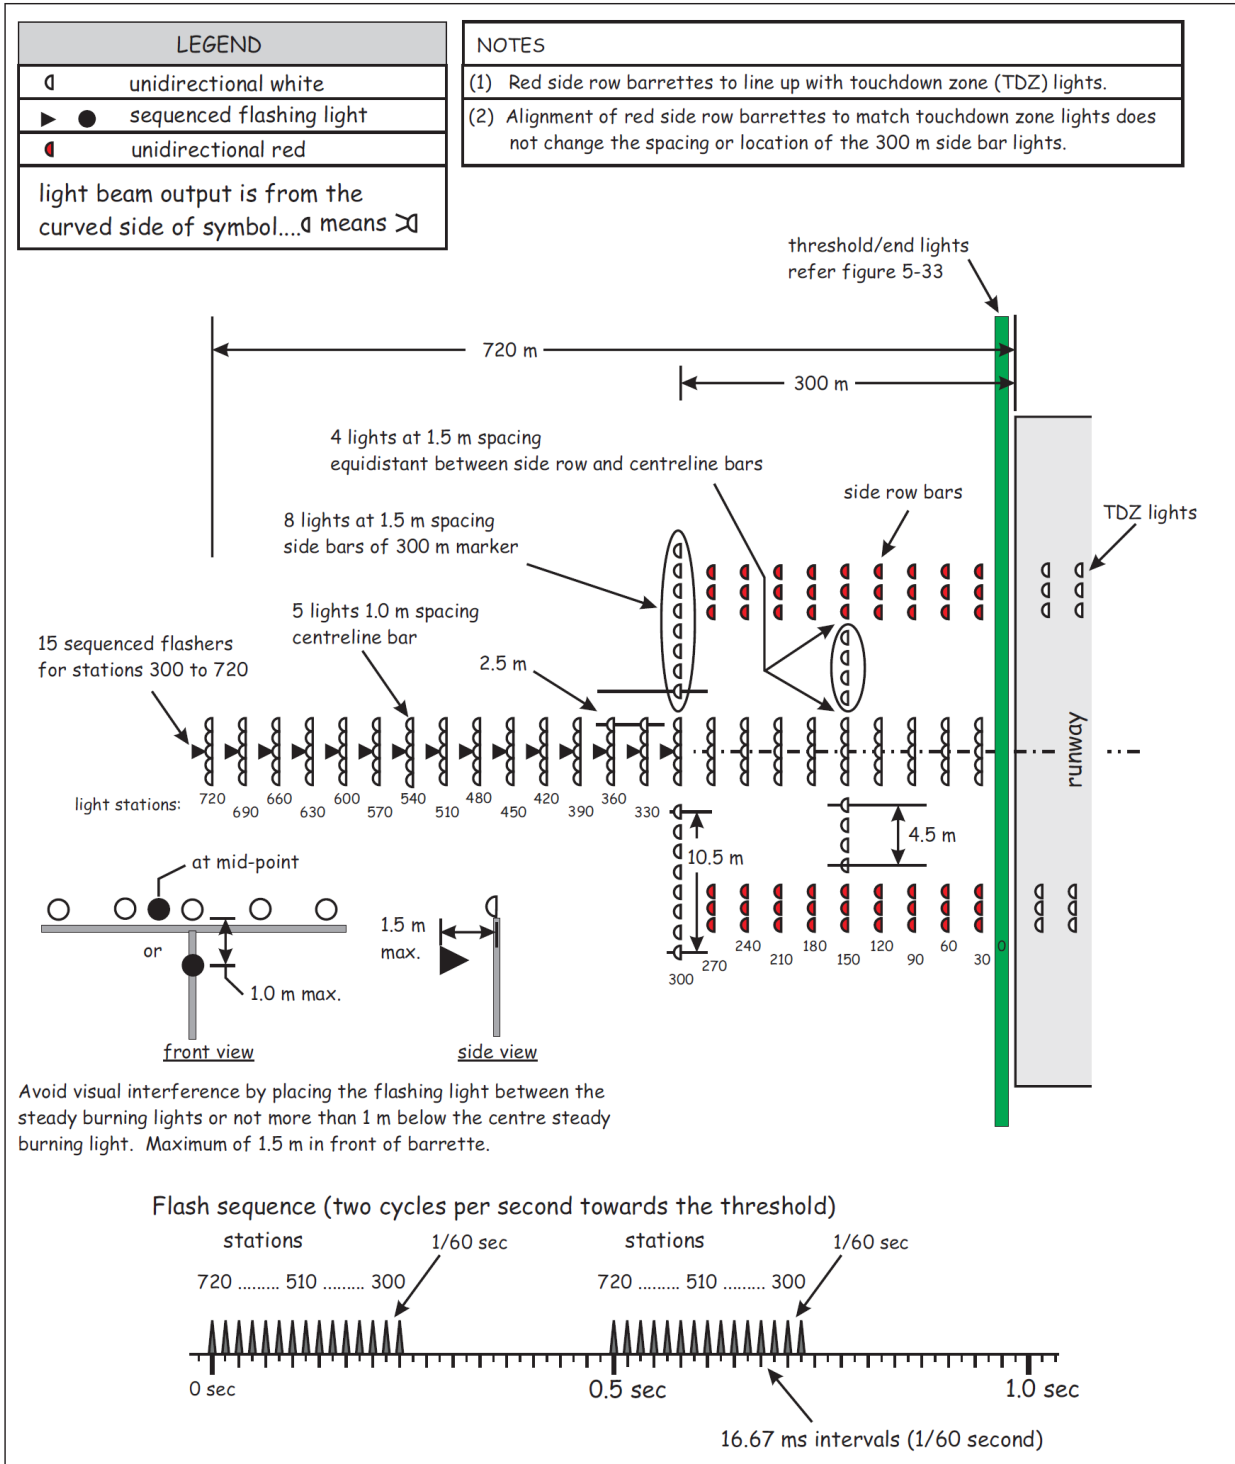 LEGEND
unidirectional white
sequenced flashing light
unidirectional red
light beam output is from the
curved side of symbol.... means
NOTES
(1) Red side row barrettes to line up with touchdown zone (TDZ) lights.
(2) Alignment of red side row barrettes to match touchdown zone lights does
not change the spacing or location of the 300 m side bar lights.
threshold/end lights
refer figure 5-33
720 m
300 m
4 lights at 1.5 m spacing
equidistant between side row and centreline bars
side row bars
TDZ lights
8 lights at 1.5 m spacing
side bars of 300 m marker
5 lights 1.0 m spacing
centreline bar
15 sequenced flashers
for stations 300 to 720
2.5 m
runway
light stations:
720 660 600 540 480 420 360
690 630 570 510 450 390 330
4.5 m
10.5 m
at mid-point
or
1.0 m max.
front view
1.5 m
max.
side view
240 180 120 60 0
270 210 150 90 30
300
Avoid visual interference by placing the flashing light between the
steady burning lights or not more than 1 m below the centre steady
burning light. Maximum of 1.5 m in front of barrette.
Flash sequence (two cycles per second towards the threshold)
stations 1/60 sec stations 1/60 sec
720 ......... 510 ......... 300 720 ......... 510 ......... 300
0 sec 0.5 sec 1.0 sec
16.67 ms intervals (1/60 second)